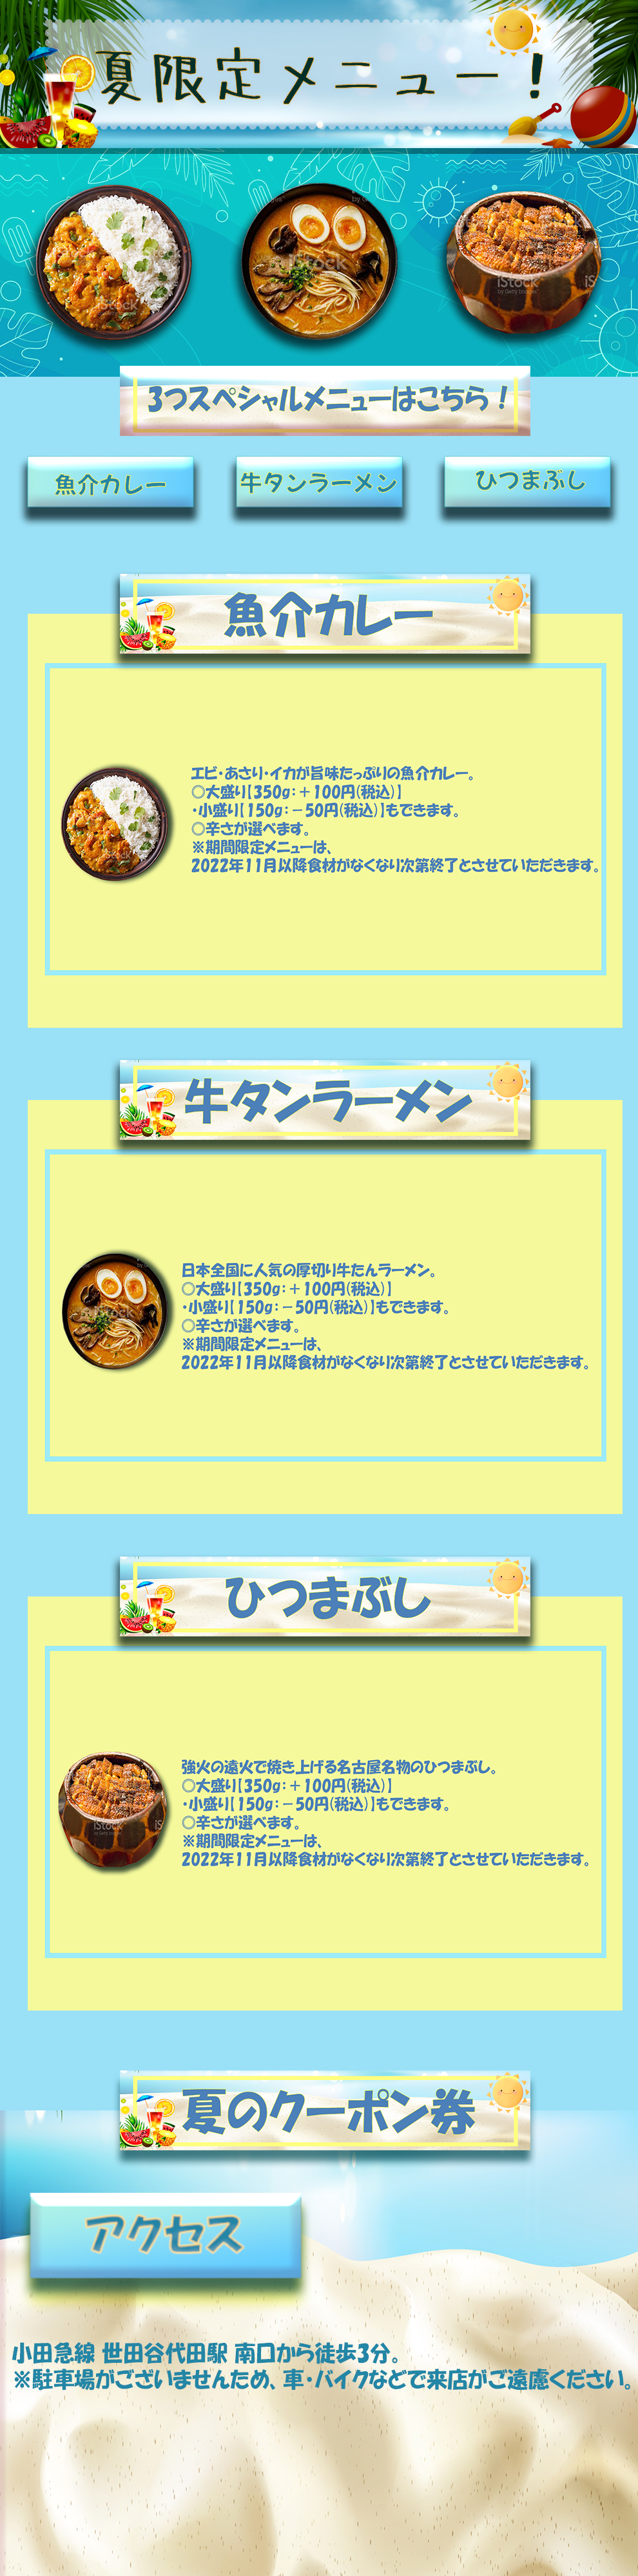 夏限定メニュー！
iStock
by Getty Images
3つスペシャルメニューはこちら！
魚介カレー
牛タンラーメン
ひつまぶし
魚介カレー
エビ・あさり・イカが旨味たっぷりの魚介カレー。
○大盛り【350g：＋100円(税込)】
・小盛り【150g：－50円(税込)】もできます。
○辛さが選べます。
※期間限定メニューは、
2022年11月以降食材がなくなり次第終了とさせていただきます。
牛タンラーメン
日本全国に人気の厚切り牛たんラーメン。
○大盛り【350g：＋100円(税込)】
・小盛り【150g：－50円(税込)】もできます。
○辛さが選べます。
※期間限定メニューは、
2022年11月以降食材がなくなり次第終了とさせていただきます。
ひつまぶし
強火の遠火で焼き上げる名古屋名物のひつまぶし。
○大盛り【350g：＋100円(税込)】
・小盛り【150g：－50円(税込)】もできます。
○辛さが選べます。
※期間限定メニューは、
2022年11月以降食材がなくなり次第終了とさせていただきます。
夏のクーポン券
アクセス
小田急線 世田谷代田駅 南口から徒歩3分。
※駐車場がございませんため、車・バイクなどで来店がご遠慮ください。